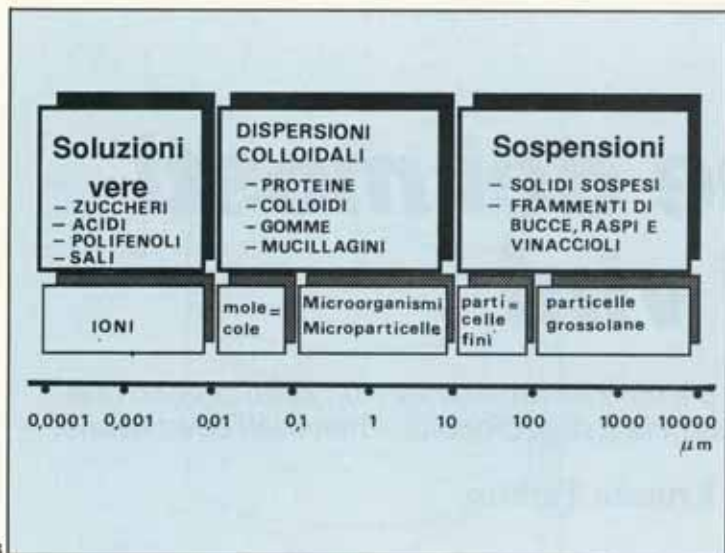 Soluzioni
vere
– ZUCCHERI
– ACIDI
– POLIFENOLI
– SALI
DISPERSIONI
COLLOIDALI
– PROTEINE
– COLLOIDI
– GOMME
– MUCILLAGINI
Sospensioni
– SOLIDI SOSPESI
– FRAMMENTI DI
BUCCE, RASPI E
VINACCIOLI
IONI
mole=
cole
Microorganismi
Microparticelle
parti=
celle
fini
particelle
grossolane
0,0001 0,001 0,01 0,1 1 10 100 1000 10000
μm